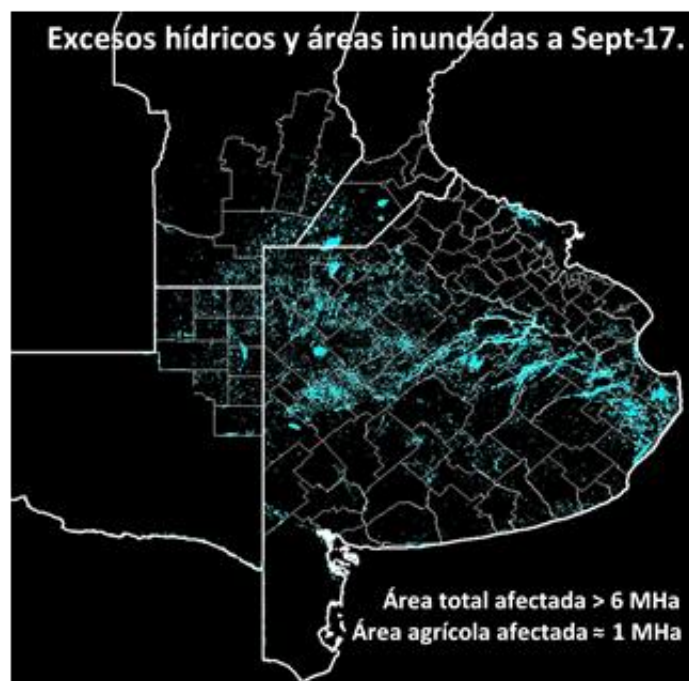 Excesos hídricos y áreas inundadas a Sept-17.
Área total afectada > 6 MHa
Área agrícola afectada ≈ 1 MHa